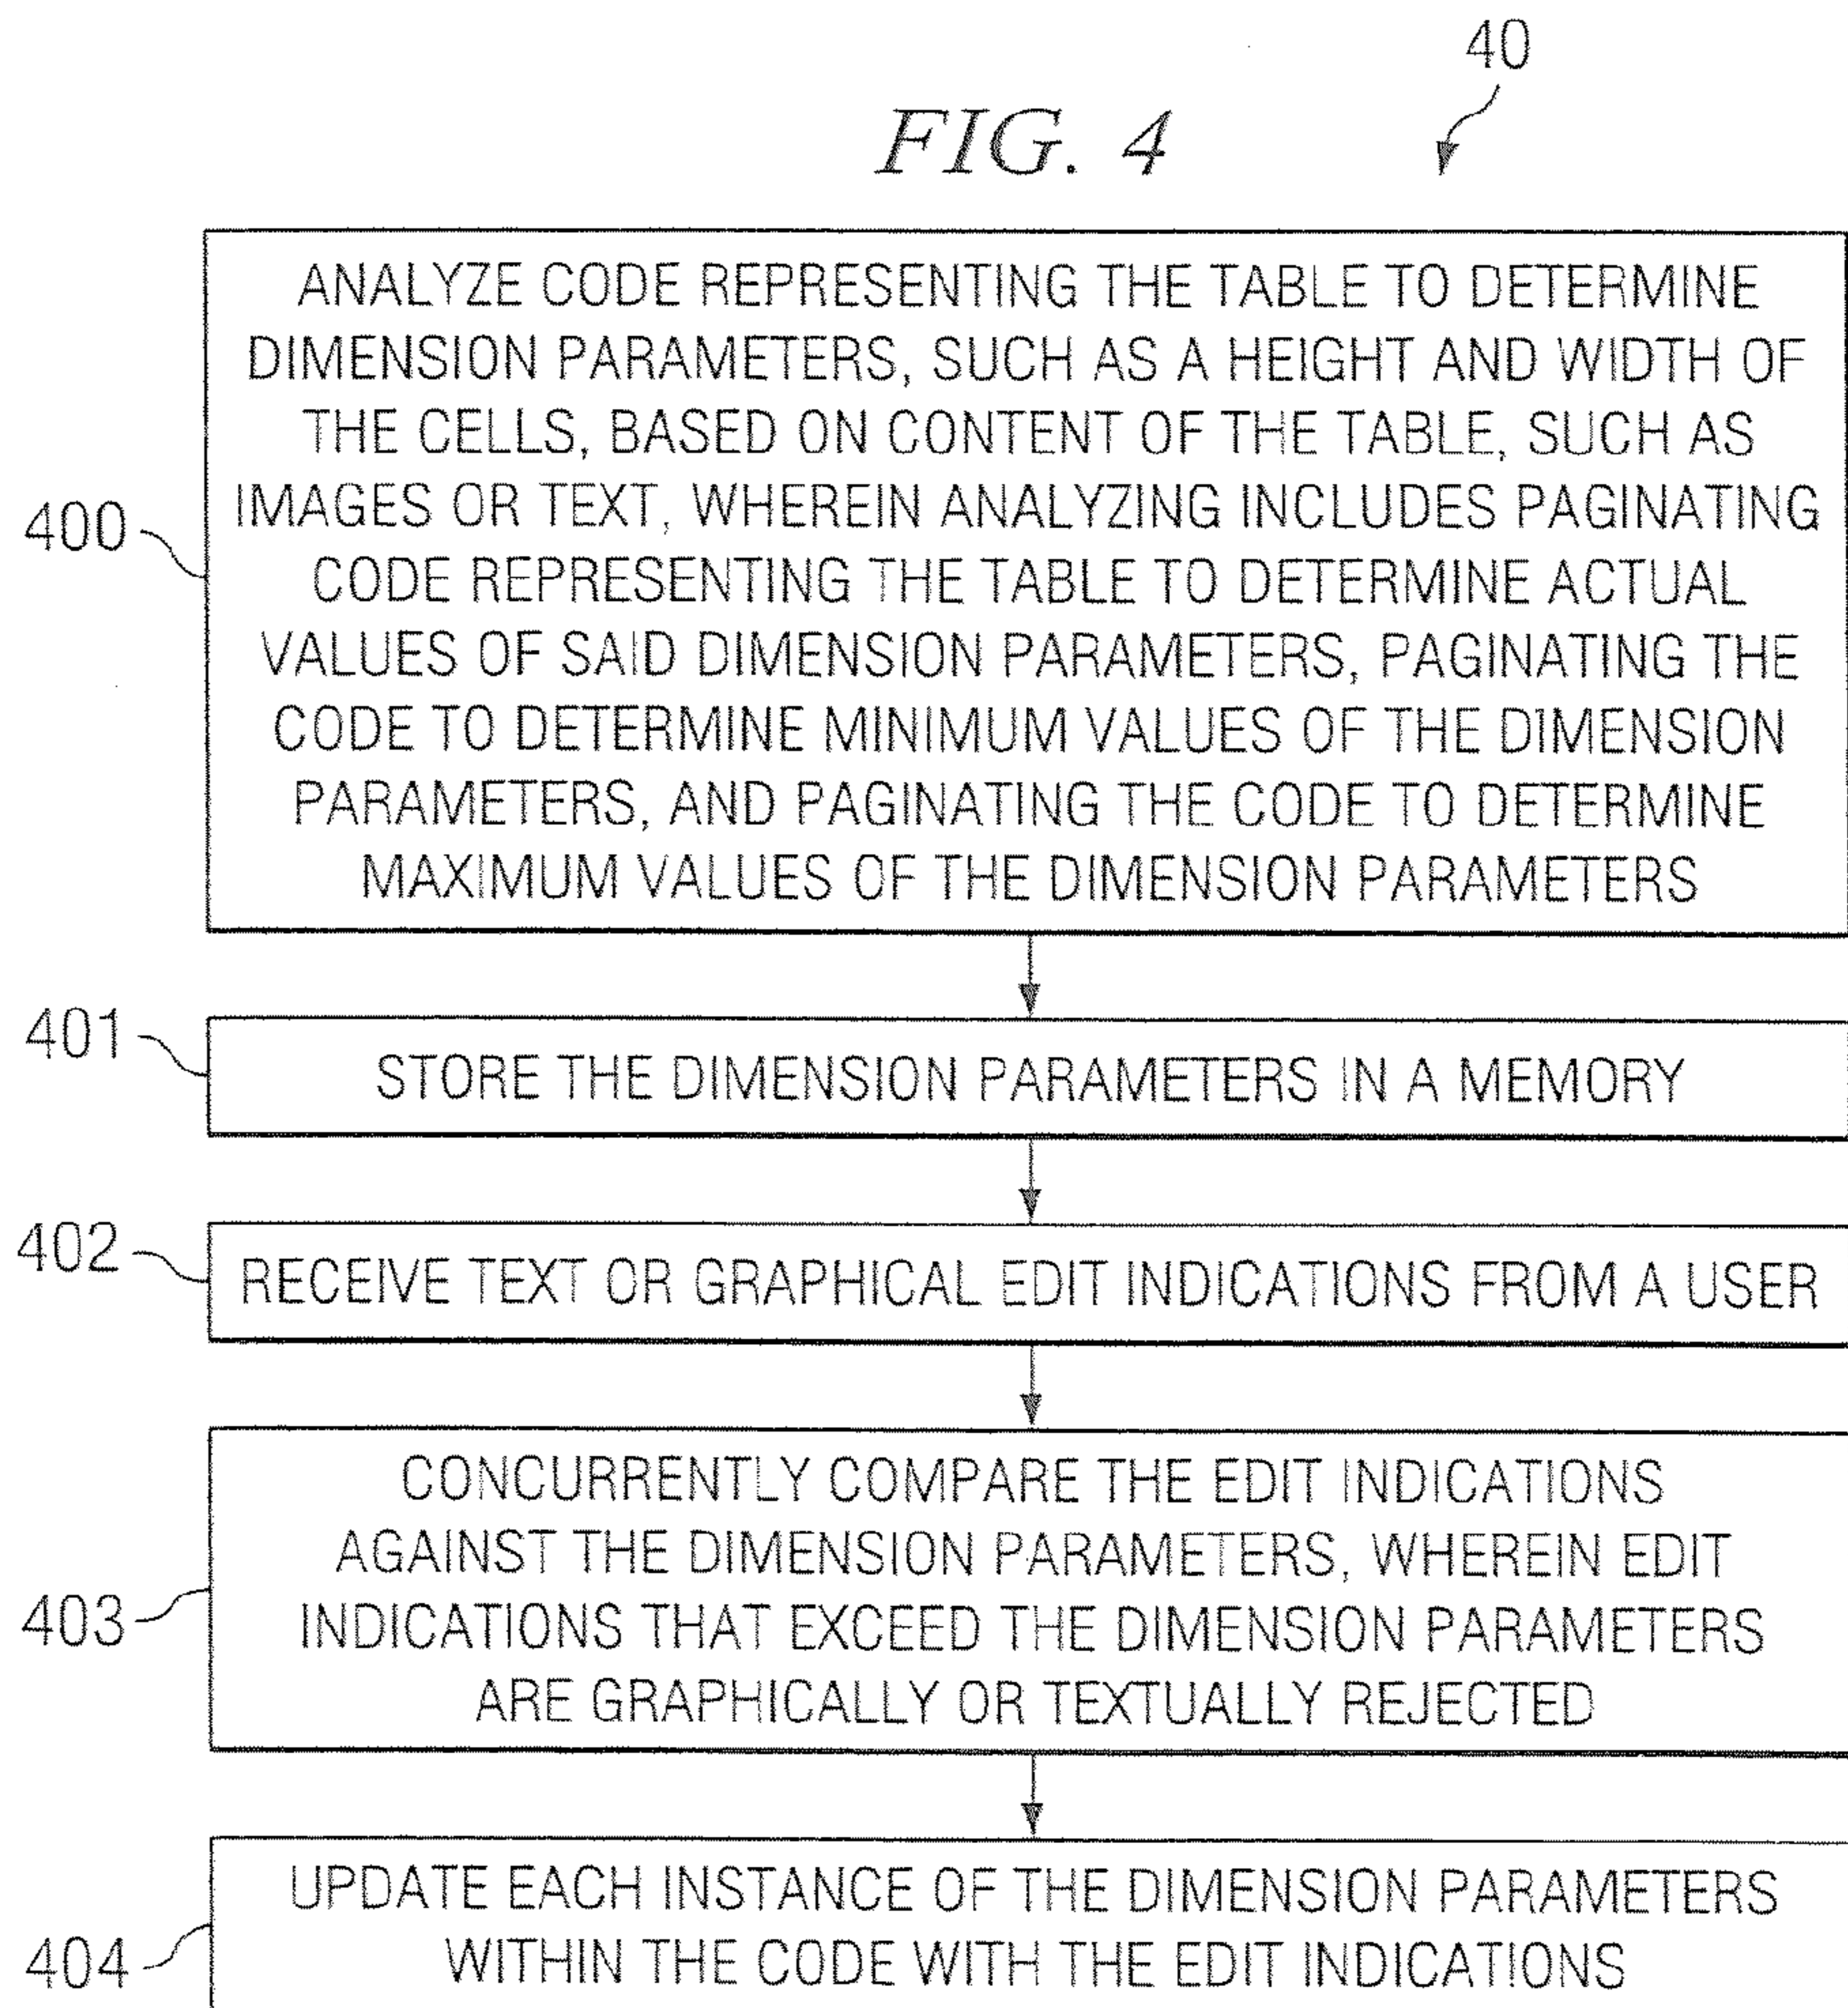 40
FIG. 4
ANALYZE CODE REPRESENTING THE TABLE TO DETERMINE
DIMENSION PARAMETERS, SUCH AS A HEIGHT AND WIDTH OF
THE CELLS, BASED ON CONTENT OF THE TABLE, SUCH AS
IMAGES OR TEXT, WHEREIN ANALYZING INCLUDES PAGINATING
CODE REPRESENTING THE TABLE TO DETERMINE ACTUAL
VALUES OF SAID DIMENSION PARAMETERS, PAGINATING THE
CODE TO DETERMINE MINIMUM VALUES OF THE DIMENSION
PARAMETERS, AND PAGINATING THE CODE TO DETERMINE
MAXIMUM VALUES OF THE DIMENSION PARAMETERS
400
401
STORE THE DIMENSION PARAMETERS IN A MEMORY
402
RECEIVE TEXT OR GRAPHICAL EDIT INDICATIONS FROM A USER
CONCURRENTLY COMPARE THE EDIT INDICATIONS
AGAINST THE DIMENSION PARAMETERS, WHEREIN EDIT
INDICATIONS THAT EXCEED THE DIMENSION PARAMETERS
ARE GRAPHICALLY OR TEXTUALLY REJECTED
403
UPDATE EACH INSTANCE OF THE DIMENSION PARAMETERS
WITHIN THE CODE WITH THE EDIT INDICATIONS
404